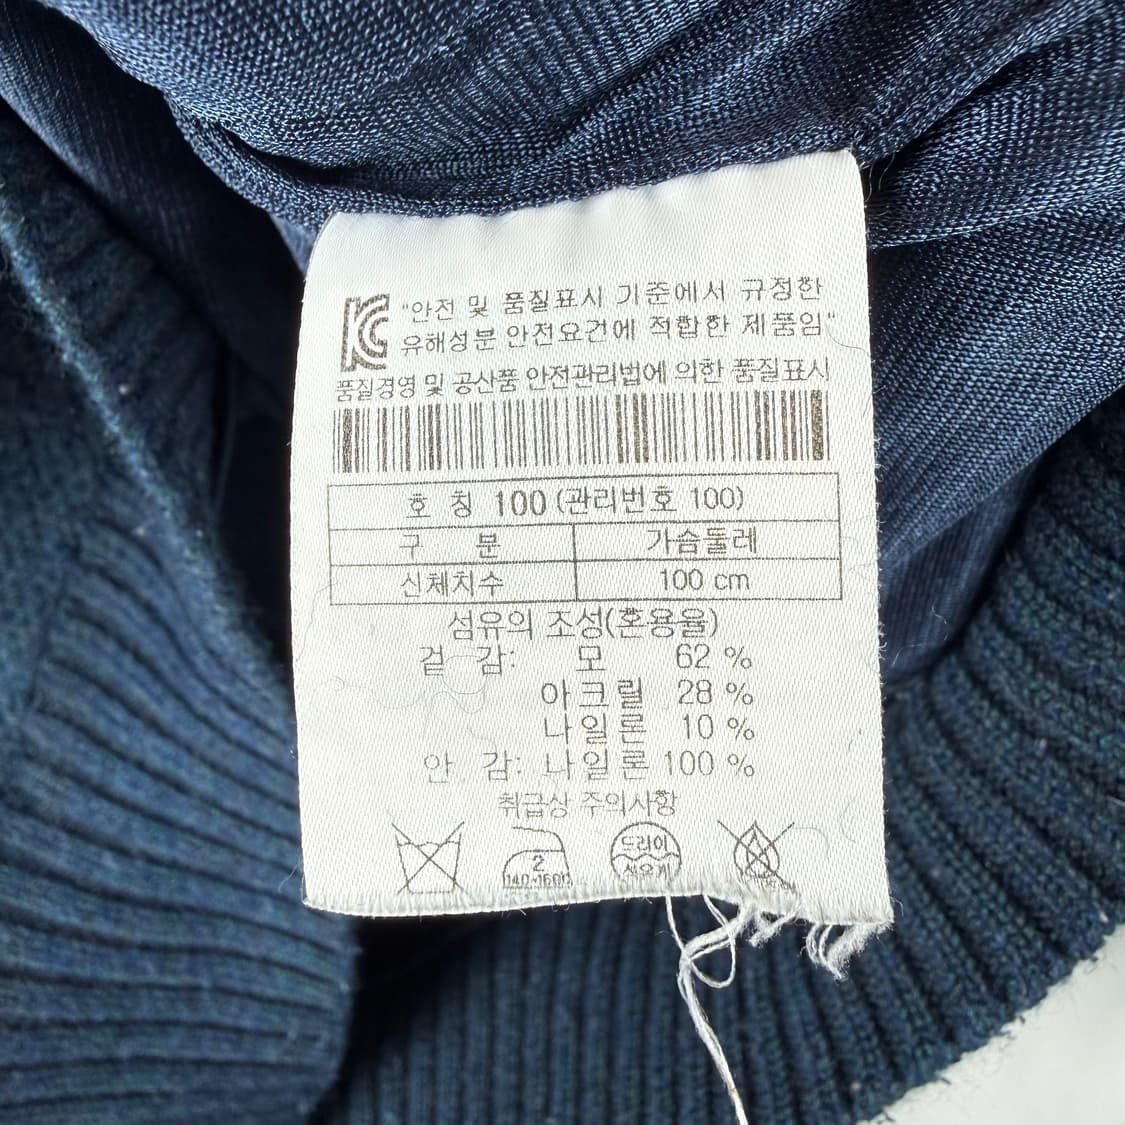 KC "안전 및 품질표시 기준에서 규정한
유해성분 안전요건에 적합한 제품임"
품질경영 및 공산품 안전관리법에 의한 품질표시
호 칭 100 (관리번호 100)
구 분 가슴둘레
신체치수 100 cm
섬유의 조성(혼용율)
겉 감: 모 62 %
아크릴 28 %
나일론 10 %
안 감: 나일론 100 %
취급상 주의사항
2 드라이
140~160℃